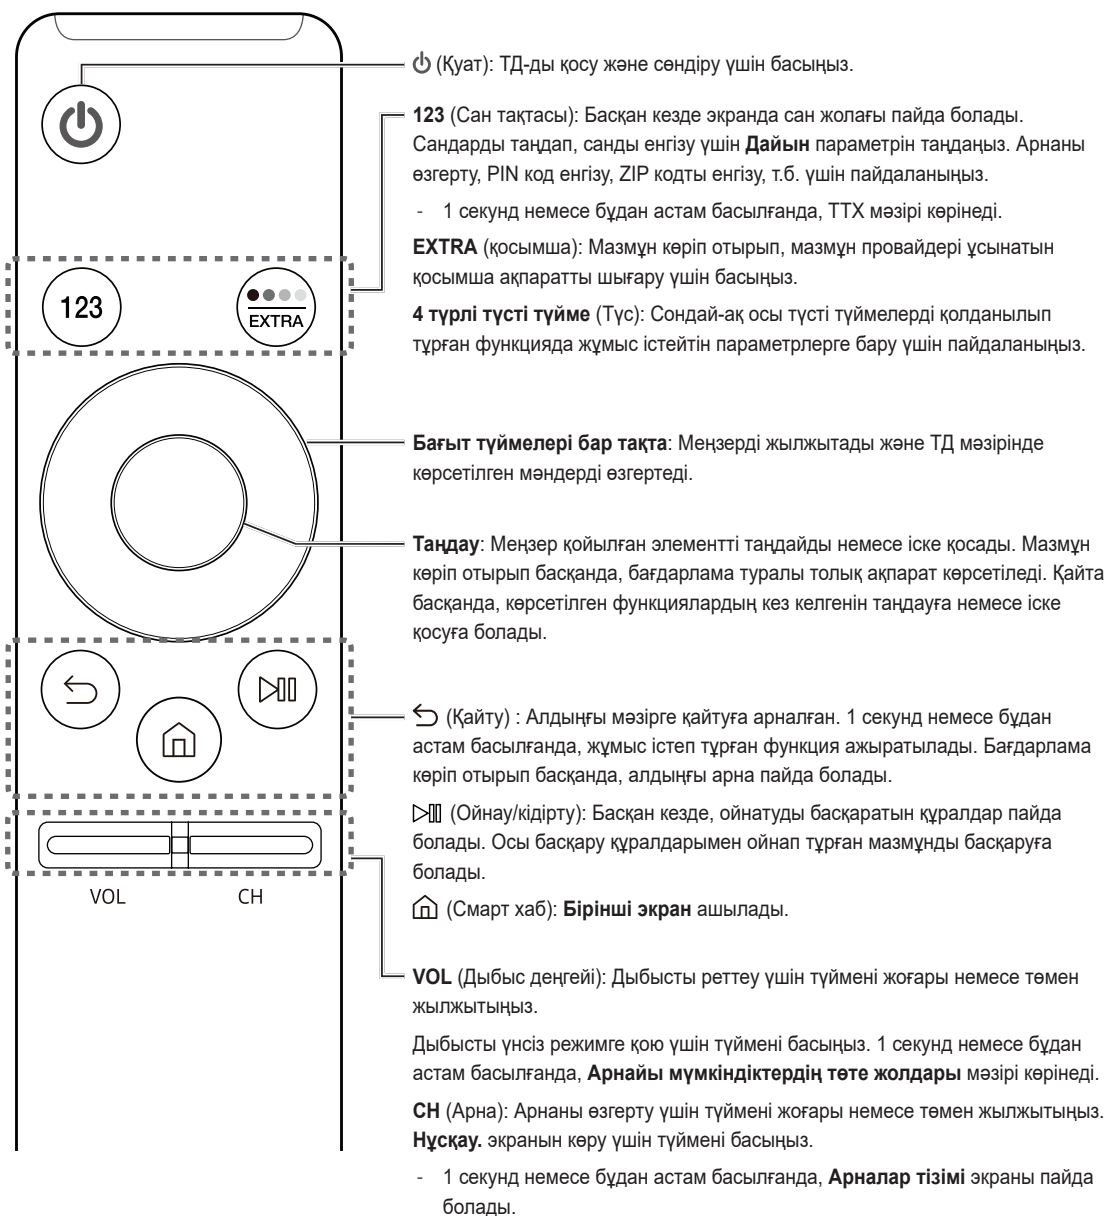 (Қуат): ТД-ды қосу және сөндіру үшін басыңыз.
123 (Сан тақтасы): Басқан кезде экранда сан жолағы пайда болады.
Сандарды таңдап, санды енгізу үшін Дайын параметрін таңдаңыз. Арнаны
өзгерту, PIN код енгізу, ZIP кодты енгізу, т.б. үшін пайдаланыңыз.
- 1 секунд немесе бұдан астам басылғанда, TTX мәзірі көрінеді.
EXTRA (қосымша): Мазмұн көріп отырып, мазмұн провайдері ұсынатын
қосымша ақпаратты шығару үшін басыңыз.
4 түрлі түсті түйме (Түс): Сондай-ақ осы түсті түймелерді қолданылып
тұрған функцияда жұмыс істейтін параметрлерге бару үшін пайдаланыңыз.
123
EXTRA
Бағыт түймелері бар тақта: Меңзерді жылжытады және ТД мәзірінде
көрсетілген мәндерді өзгертеді.
Таңдау: Меңзер қойылған элементті таңдайды немесе іске қосады. Мазмұн
көріп отырып басқанда, бағдарлама туралы толық ақпарат көрсетіледі. Қайта
басқанда, көрсетілген функциялардың кез келгенін таңдауға немесе іске
қосуға болады.
(Қайту) : Алдыңғы мәзірге қайтуға арналған. 1 секунд немесе бұдан
астам басылғанда, жұмыс істеп тұрған функция ажыратылады. Бағдарлама
көріп отырып басқанда, алдыңғы арна пайда болады.
(Ойнау/кідірту): Басқан кезде, ойнатуды басқаратын құралдар пайда
болады. Осы басқару құралдарымен ойнап тұрған мазмұнды басқаруға
болады.
(Смарт хаб): Бірінші экран ашылады.
VOL
CH
VOL (Дыбыс деңгейі): Дыбысты реттеу үшін түймені жоғары немесе төмен
жылжытыңыз.
Дыбысты үнсіз режимге қою үшін түймені басыңыз. 1 секунд немесе бұдан
астам басылғанда, Арнайы мүмкіндіктердің төте жолдары мәзірі көрінеді.
CH (Арна): Арнаны өзгерту үшін түймені жоғары немесе төмен жылжытыңыз.
Нұсқау. экранын көру үшін түймені басыңыз.
- 1 секунд немесе бұдан астам басылғанда, Арналар тізімі экраны пайда
болады.